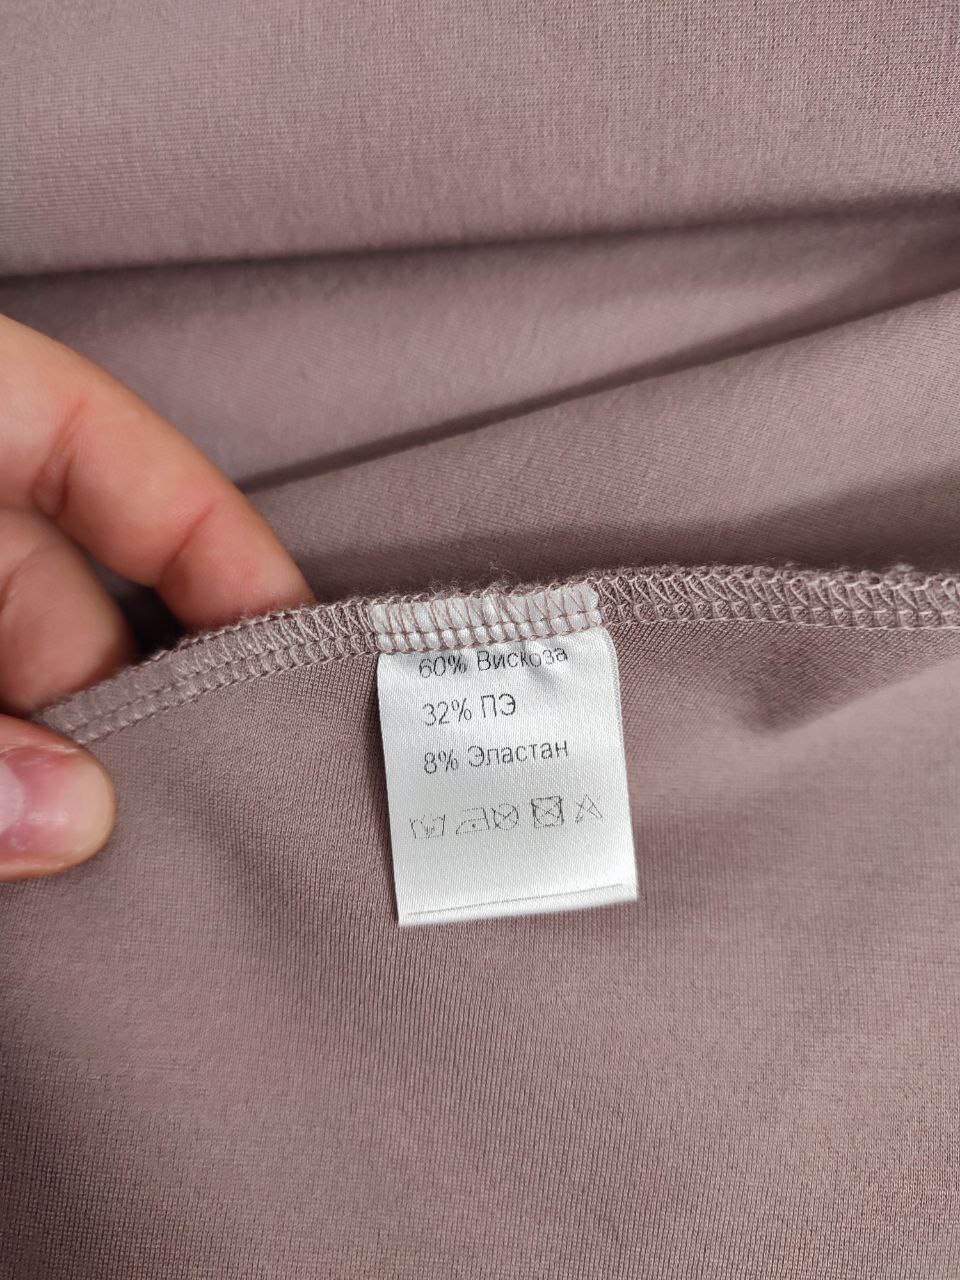 60% Вискоза
32% ПЭ
8% Эластан